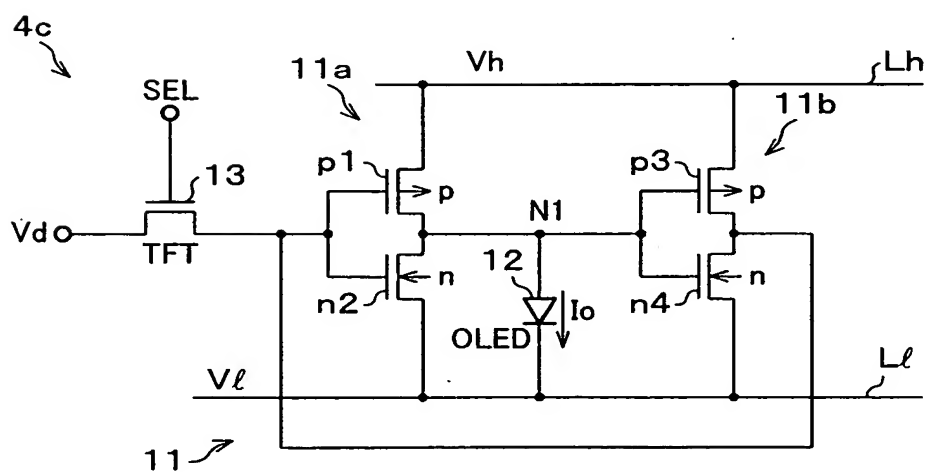 4c
Vh
Lh
11a
SEL
11b
p1
13
p3
p
p
Vd
N1
TFT
12
n
n
n2
Io
n4
OLED
Vℓ
Lℓ
11